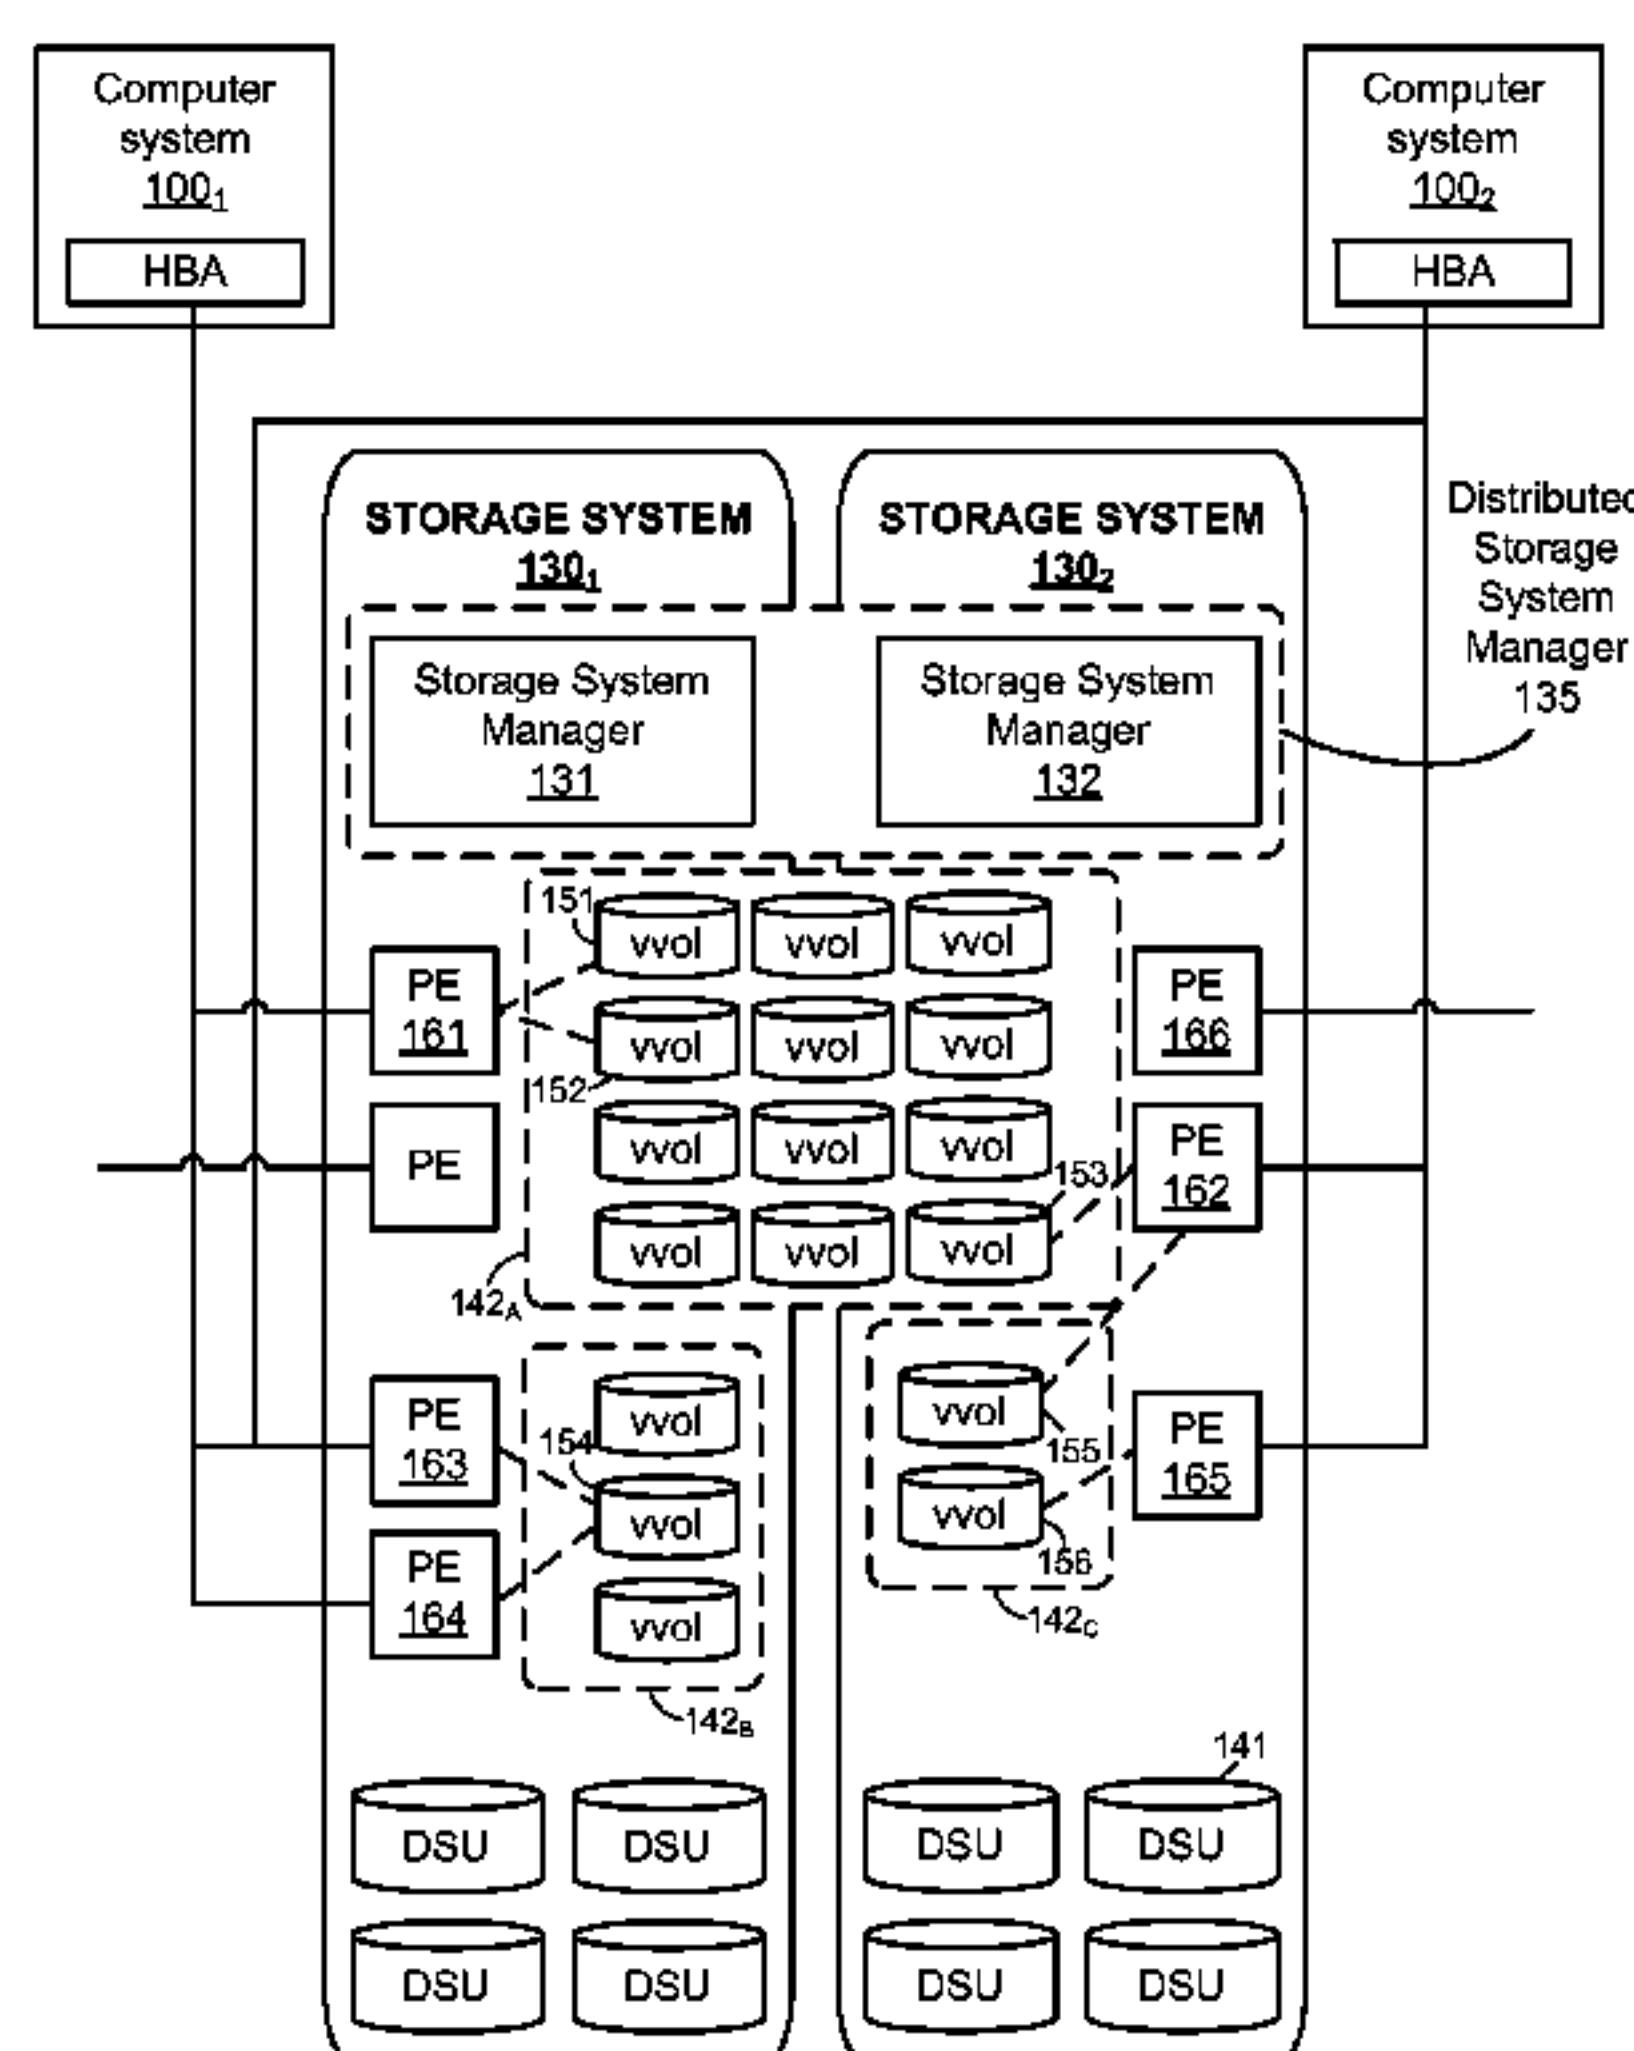 Computer
system
100₁
HBA
Computer
system
100₂
HBA
STORAGE SYSTEM
130₁
STORAGE SYSTEM
130₂
Distributed
Storage
System
Manager
135
Storage System
Manager
131
Storage System
Manager
132
151
vvol vvol vvol
PE
161
PE
166
vvol vvol vvol
152
PE
PE
162
vvol vvol vvol
153
vvol vvol vvol
142A
PE
163
vvol
154
vvol
PE
164
vvol
142B
vvol
155
PE
165
vvol
156
142C
141
DSU DSU DSU DSU
DSU DSU DSU DSU